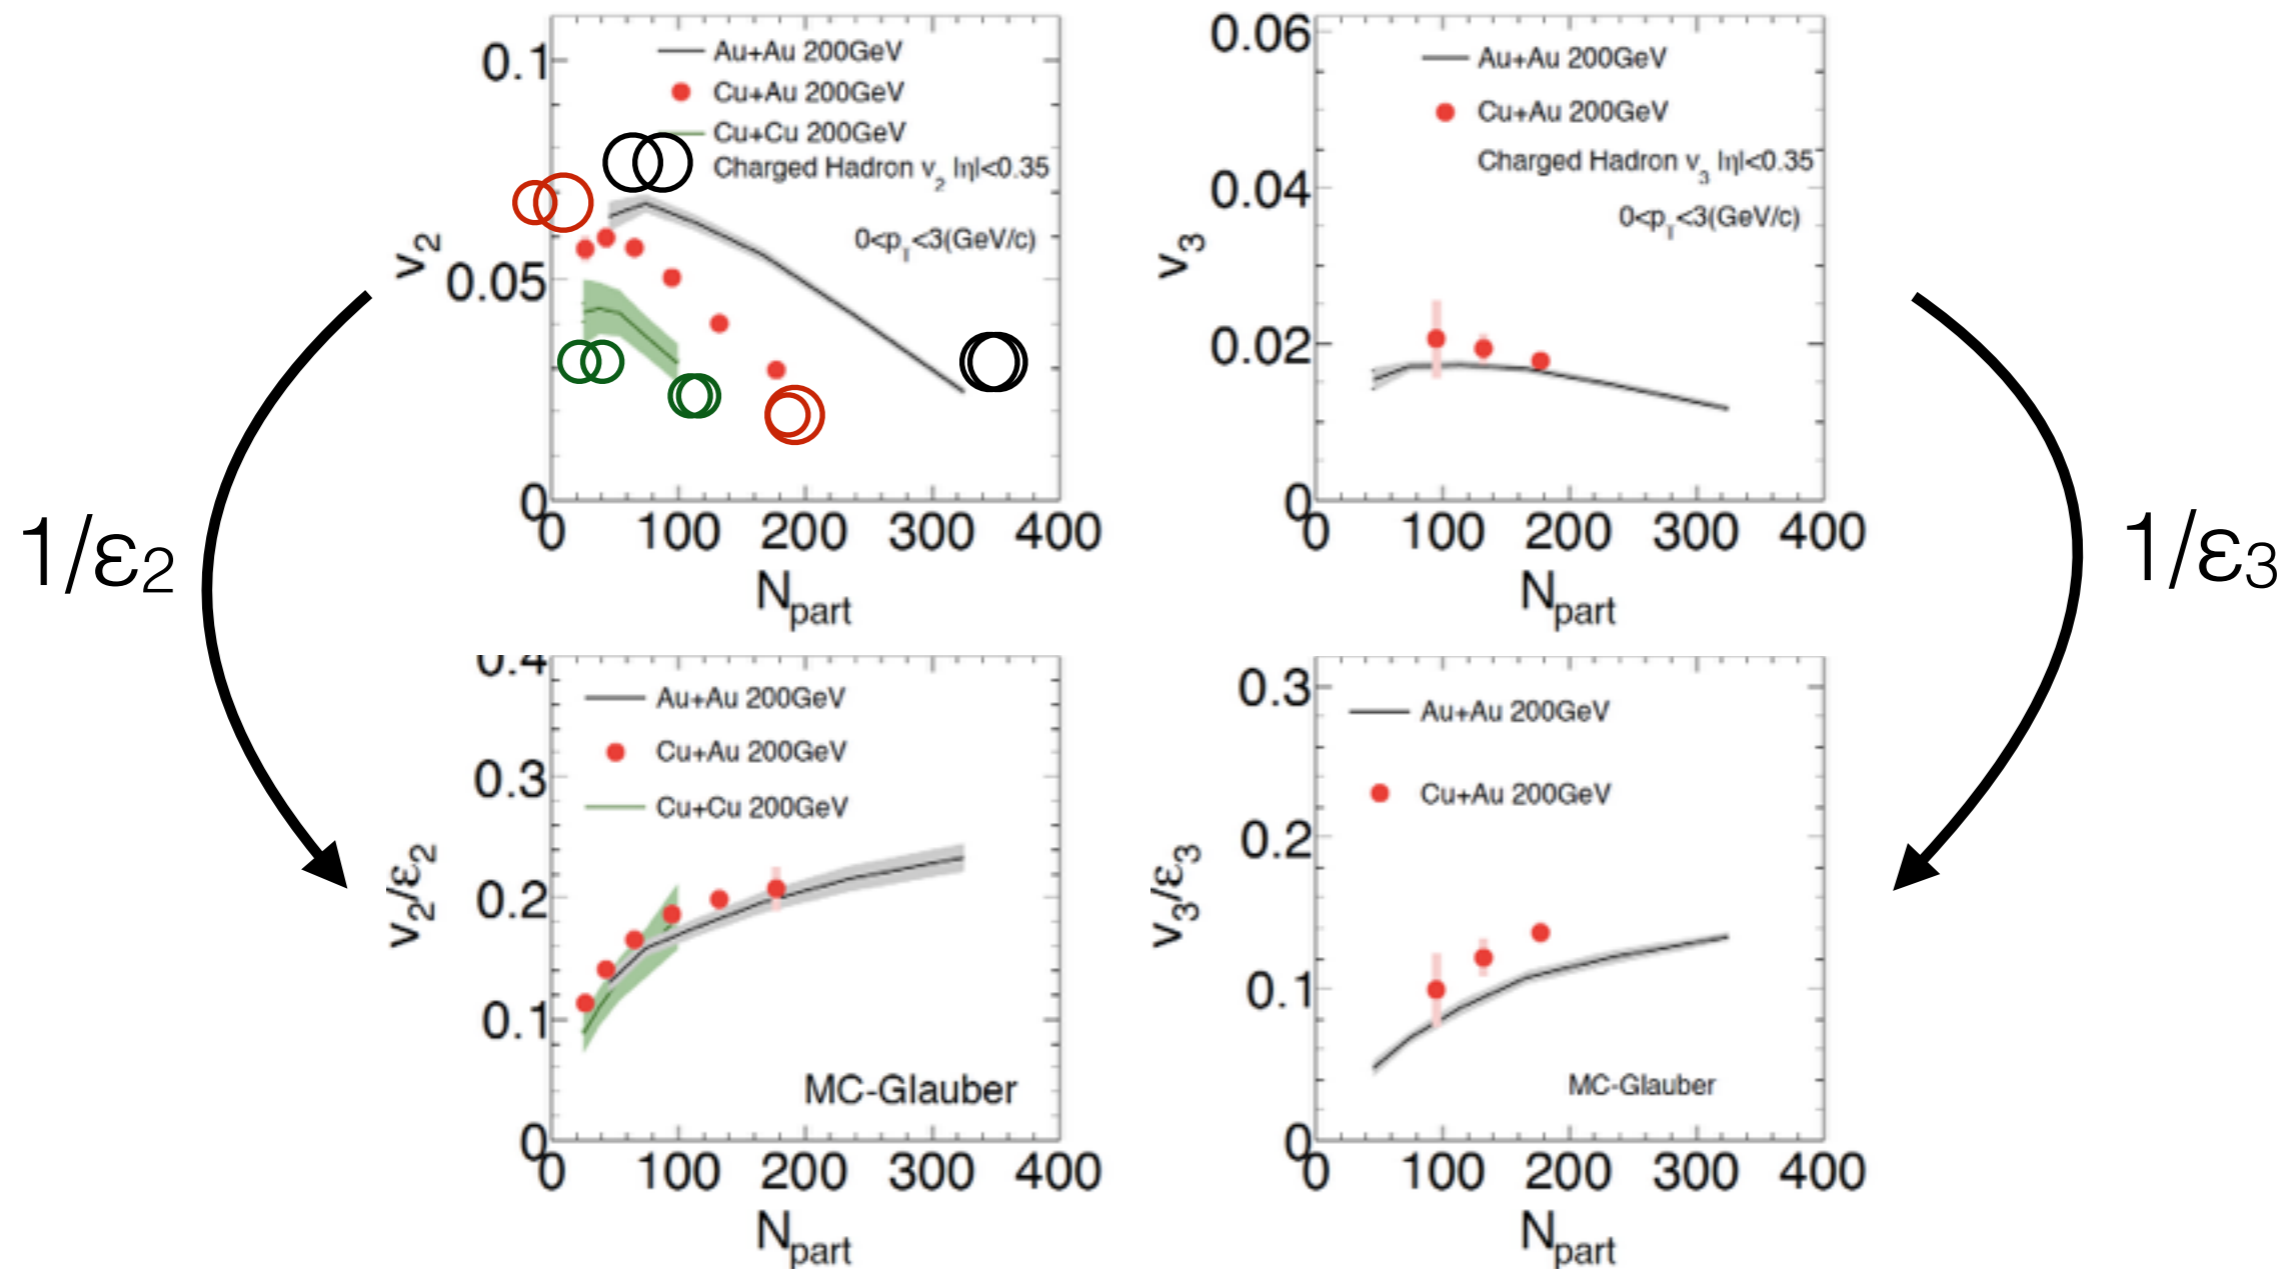 0.1
Au+Au 200GeV
Cu+Au 200GeV
Cu+Cu 200GeV
Charged Hadron v2 |η|<0.35
0<pT<3(GeV/c)
v2
0.05
0
0 100 200 300 400
Npart
0.06
Au+Au 200GeV
Cu+Au 200GeV
Charged Hadron v3 |η|<0.35
0.04
0<pT<3(GeV/c)
v3
0.02
0
0 100 200 300 400
Npart
1/ε2
1/ε3
0.4
Au+Au 200GeV
Cu+Au 200GeV
0.3
Cu+Cu 200GeV
v2/ε2
0.2
0.1
MC-Glauber
0
0 100 200 300 400
Npart
0.3
Au+Au 200GeV
Cu+Au 200GeV
0.2
v3/ε3
0.1
MC-Glauber
0
0 100 200 300 400
Npart